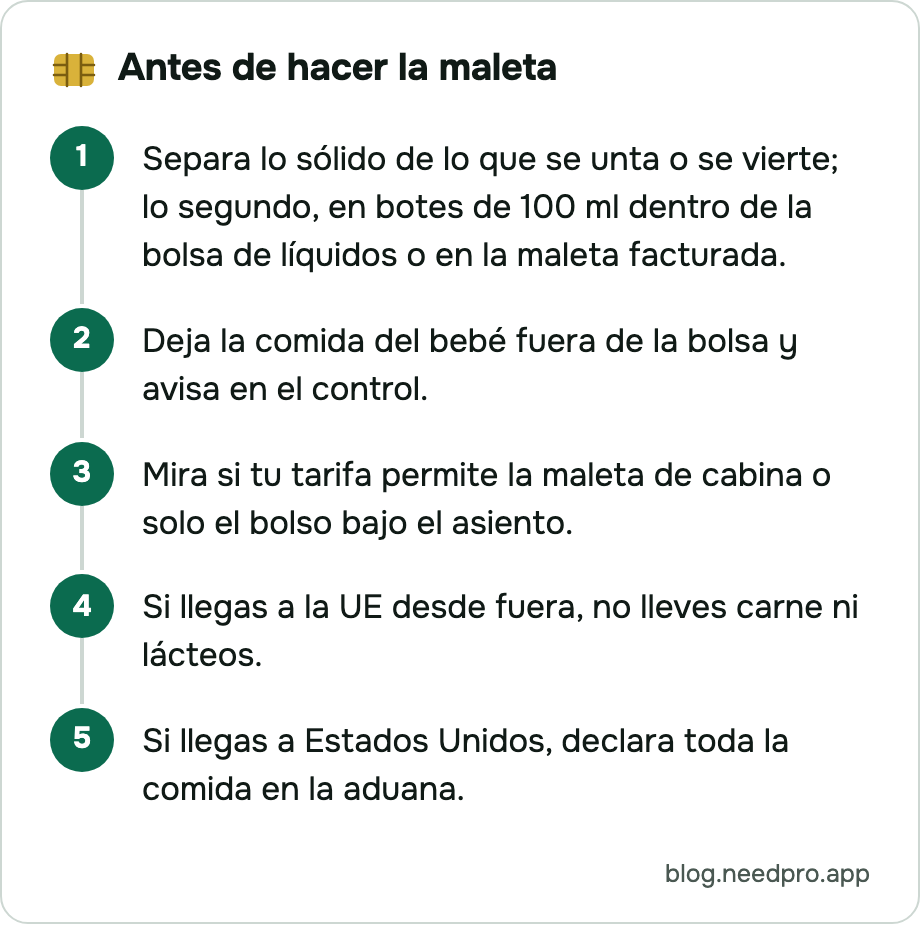 Antes de hacer la maleta
1
Separa lo sólido de lo que se unta o se vierte;
lo segundo, en botes de 100 ml dentro de la
bolsa de líquidos o en la maleta facturada.
2
Deja la comida del bebé fuera de la bolsa y
avisa en el control.
3
Mira si tu tarifa permite la maleta de cabina o
solo el bolso bajo el asiento.
4
Si llegas a la UE desde fuera, no lleves carne ni
lácteos.
5
Si llegas a Estados Unidos, declara toda la
comida en la aduana.
blog.needpro.app